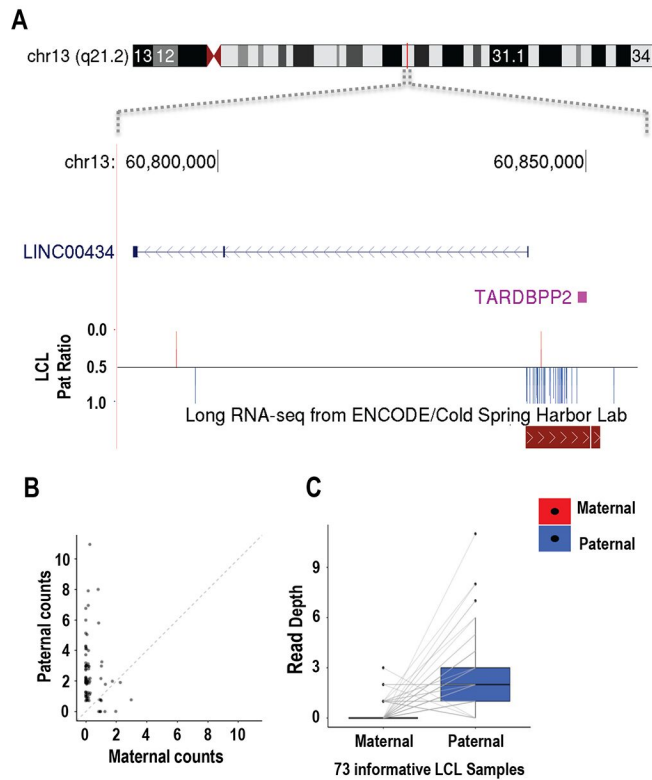 A
chr13 (q21.2) 13 12 31.1 34
chr13: 60,800,000 60,850,000
LINC00434
TARDBPP2
LCL
Pat Ratio
0.0
0.5
1.0
Long RNA-seq from ENCODE/Cold Spring Harbor Lab
B
Paternal counts
10
8
6
4
2
0
0 2 4 6 8 10
Maternal counts
C
Maternal
Paternal
Read Depth
9
6
3
0
Maternal Paternal
73 informative LCL Samples